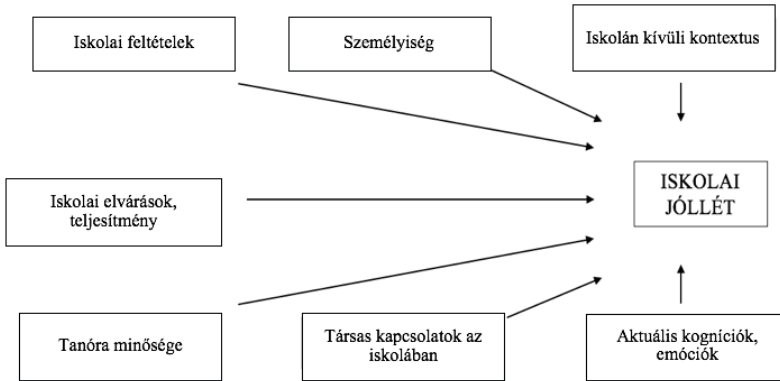 Iskolai feltételek
Személyiség
Iskolán kívüli kontextus
ISKOLAI
JÓLLÉT
Iskolai elvárások,
teljesítmény
Tanóra minősége
Társas kapcsolatok az
iskolában
Aktuális kogníciók,
emóciók